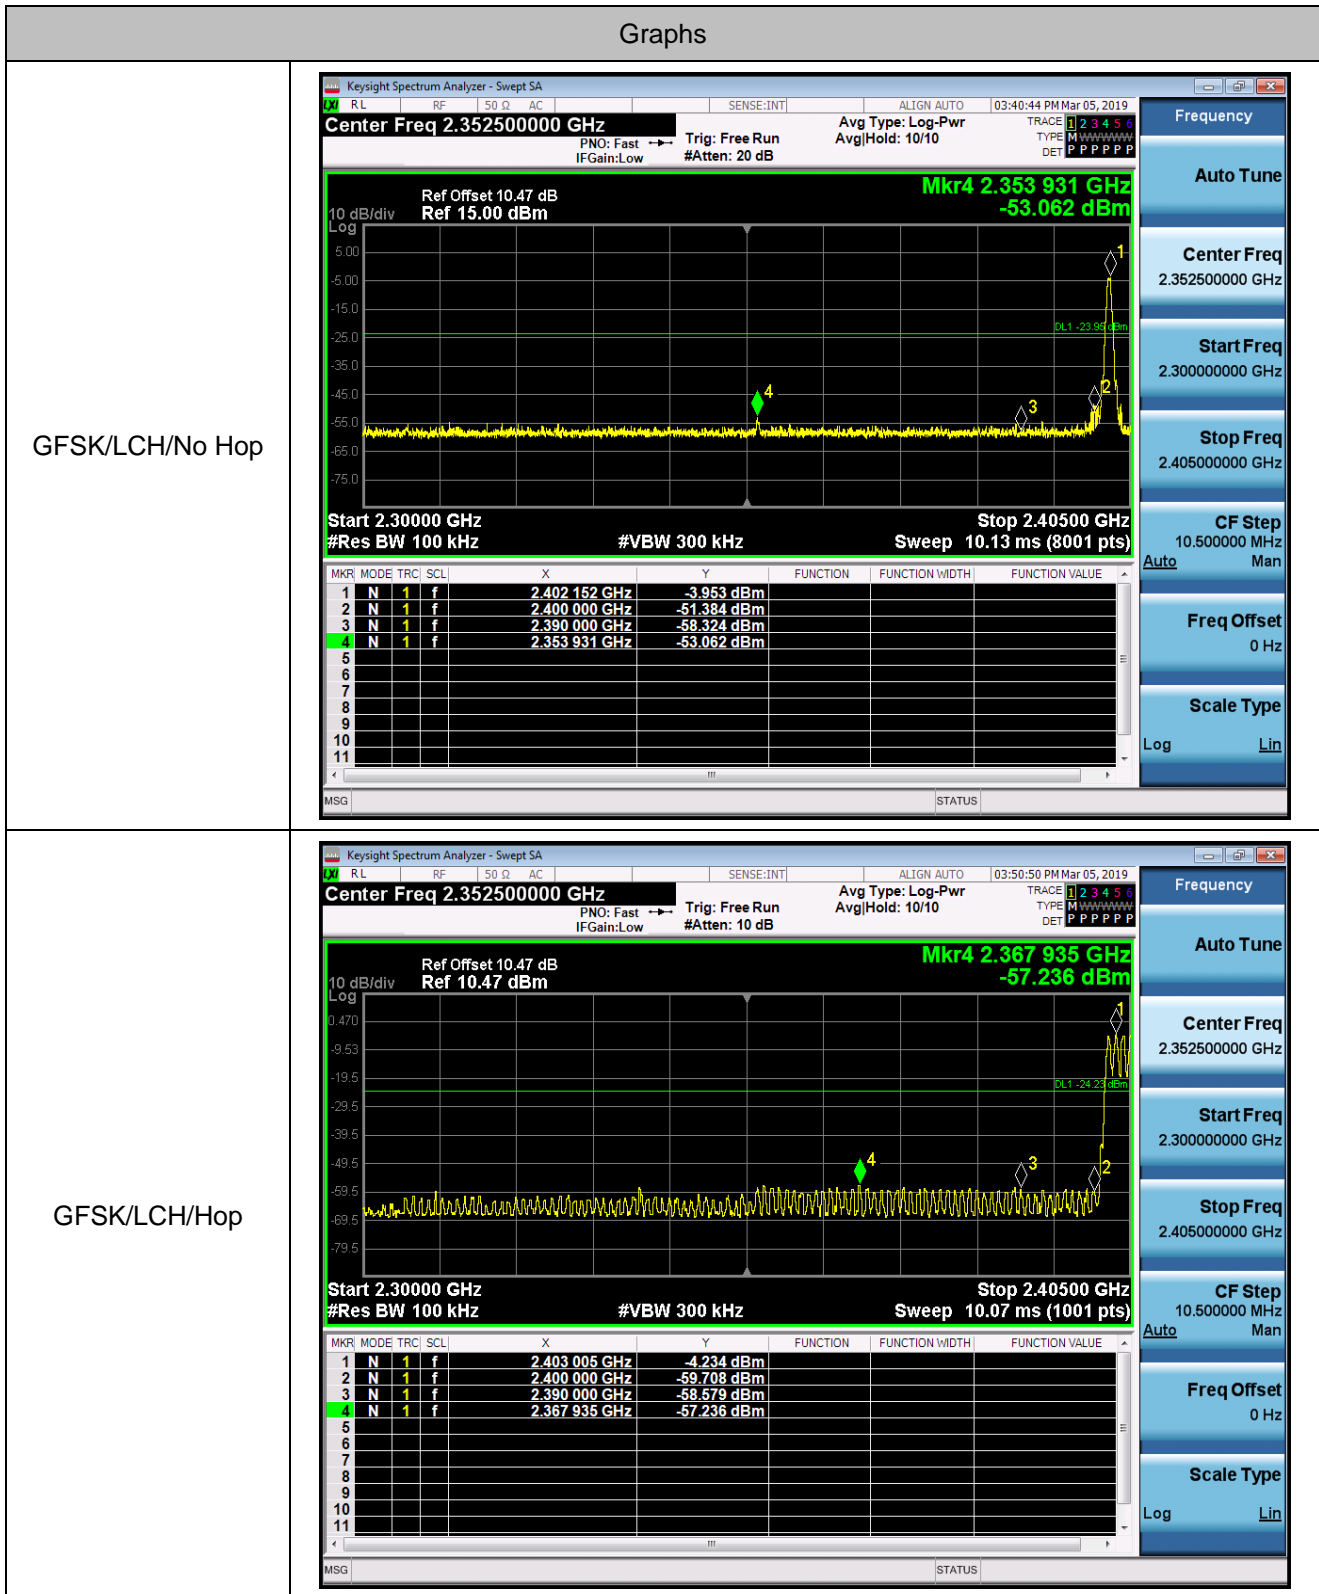 Graphs
GFSK/LCH/No Hop
Keysight Spectrum Analyzer - Swept SA
LXI RL RF 50 Ω AC SENSE:INT ALIGN AUTO 03:40:44 PM Mar 05, 2019
Center Freq 2.352500000 GHz
PNO: Fast
IFGain:Low
Trig: Free Run
#Atten: 20 dB
Avg Type: Log-Pwr
Avg|Hold: 10/10
TRACE 1 2 3 4 5 6
TYPE M WWWWW
DET P P P P P P
Mkr4 2.353 931 GHz
-53.062 dBm
Ref Offset 10.47 dB
10 dB/div Ref 15.00 dBm
Log
5.00
-5.00
-15.0
-25.0
-35.0
-45.0
-55.0
-65.0
-75.0
DL1 -23.95 dBm
1
2
3
4
Start 2.30000 GHz Stop 2.40500 GHz
#Res BW 100 kHz #VBW 300 kHz Sweep 10.13 ms (8001 pts)
MKR MODE TRC SCL X Y FUNCTION FUNCTION WIDTH FUNCTION VALUE
1 N 1 f 2.402 152 GHz -3.953 dBm
2 N 1 f 2.400 000 GHz -51.384 dBm
3 N 1 f 2.390 000 GHz -58.324 dBm
4 N 1 f 2.353 931 GHz -53.062 dBm
5
6
7
8
9
10
11
MSG STATUS
Frequency
Auto Tune
Center Freq
2.352500000 GHz
Start Freq
2.300000000 GHz
Stop Freq
2.405000000 GHz
CF Step
10.500000 MHz
Auto Man
Freq Offset
0 Hz
Scale Type
Log Lin
GFSK/LCH/Hop
Keysight Spectrum Analyzer - Swept SA
LXI RL RF 50 Ω AC SENSE:INT ALIGN AUTO 03:50:50 PM Mar 05, 2019
Center Freq 2.352500000 GHz
PNO: Fast
IFGain:Low
Trig: Free Run
#Atten: 10 dB
Avg Type: Log-Pwr
Avg|Hold: 10/10
TRACE 1 2 3 4 5 6
TYPE M WWWWW
DET P P P P P P
Mkr4 2.367 935 GHz
-57.236 dBm
Ref Offset 10.47 dB
10 dB/div Ref 10.47 dBm
Log
0.470
-9.53
-19.5
-29.5
-39.5
-49.5
-59.5
-69.5
-79.5
DL1 -24.23 dBm
1
2
3
4
Start 2.30000 GHz Stop 2.40500 GHz
#Res BW 100 kHz #VBW 300 kHz Sweep 10.07 ms (1001 pts)
MKR MODE TRC SCL X Y FUNCTION FUNCTION WIDTH FUNCTION VALUE
1 N 1 f 2.403 005 GHz -4.234 dBm
2 N 1 f 2.400 000 GHz -59.708 dBm
3 N 1 f 2.390 000 GHz -58.579 dBm
4 N 1 f 2.367 935 GHz -57.236 dBm
5
6
7
8
9
10
11
MSG STATUS
Frequency
Auto Tune
Center Freq
2.352500000 GHz
Start Freq
2.300000000 GHz
Stop Freq
2.405000000 GHz
CF Step
10.500000 MHz
Auto Man
Freq Offset
0 Hz
Scale Type
Log Lin